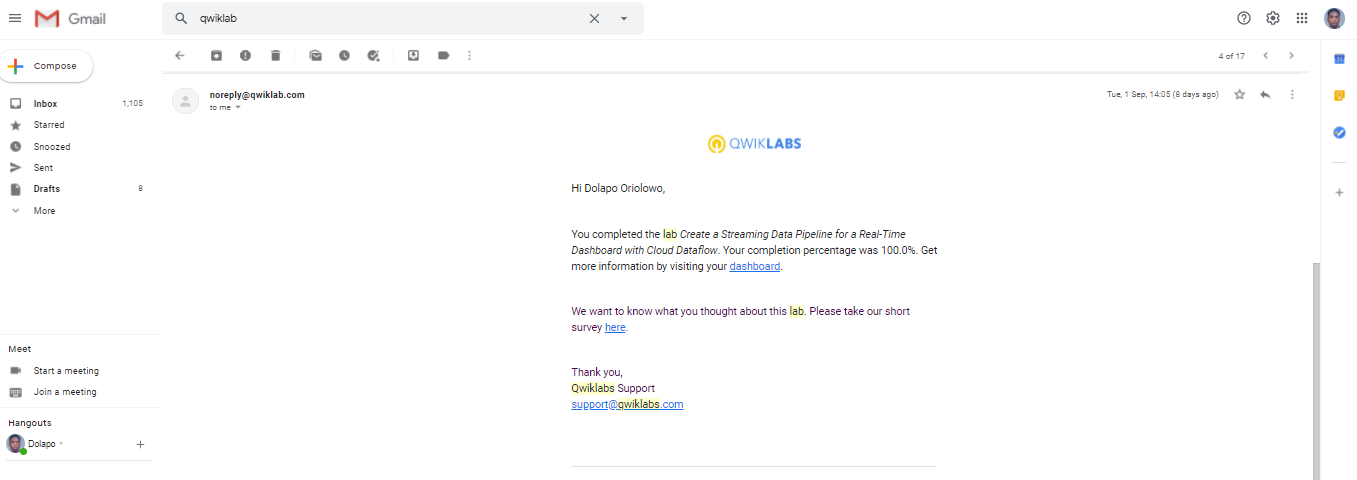 Gmail
qwiklab
Compose
4 of 17
Inbox 1,105
Starred
Snoozed
Sent
Drafts 8
More
noreply@qwiklab.com
to me
Tue, 1 Sep, 14:05 (8 days ago)
QWIKLABS
Hi Dolapo Oriolowo,
You completed the lab Create a Streaming Data Pipeline for a Real-Time
Dashboard with Cloud Dataflow. Your completion percentage was 100.0%. Get
more information by visiting your dashboard.
We want to know what you thought about this lab. Please take our short
survey here.
Thank you,
Qwiklabs Support
support@qwiklabs.com
Meet
Start a meeting
Join a meeting
Hangouts
Dolapo